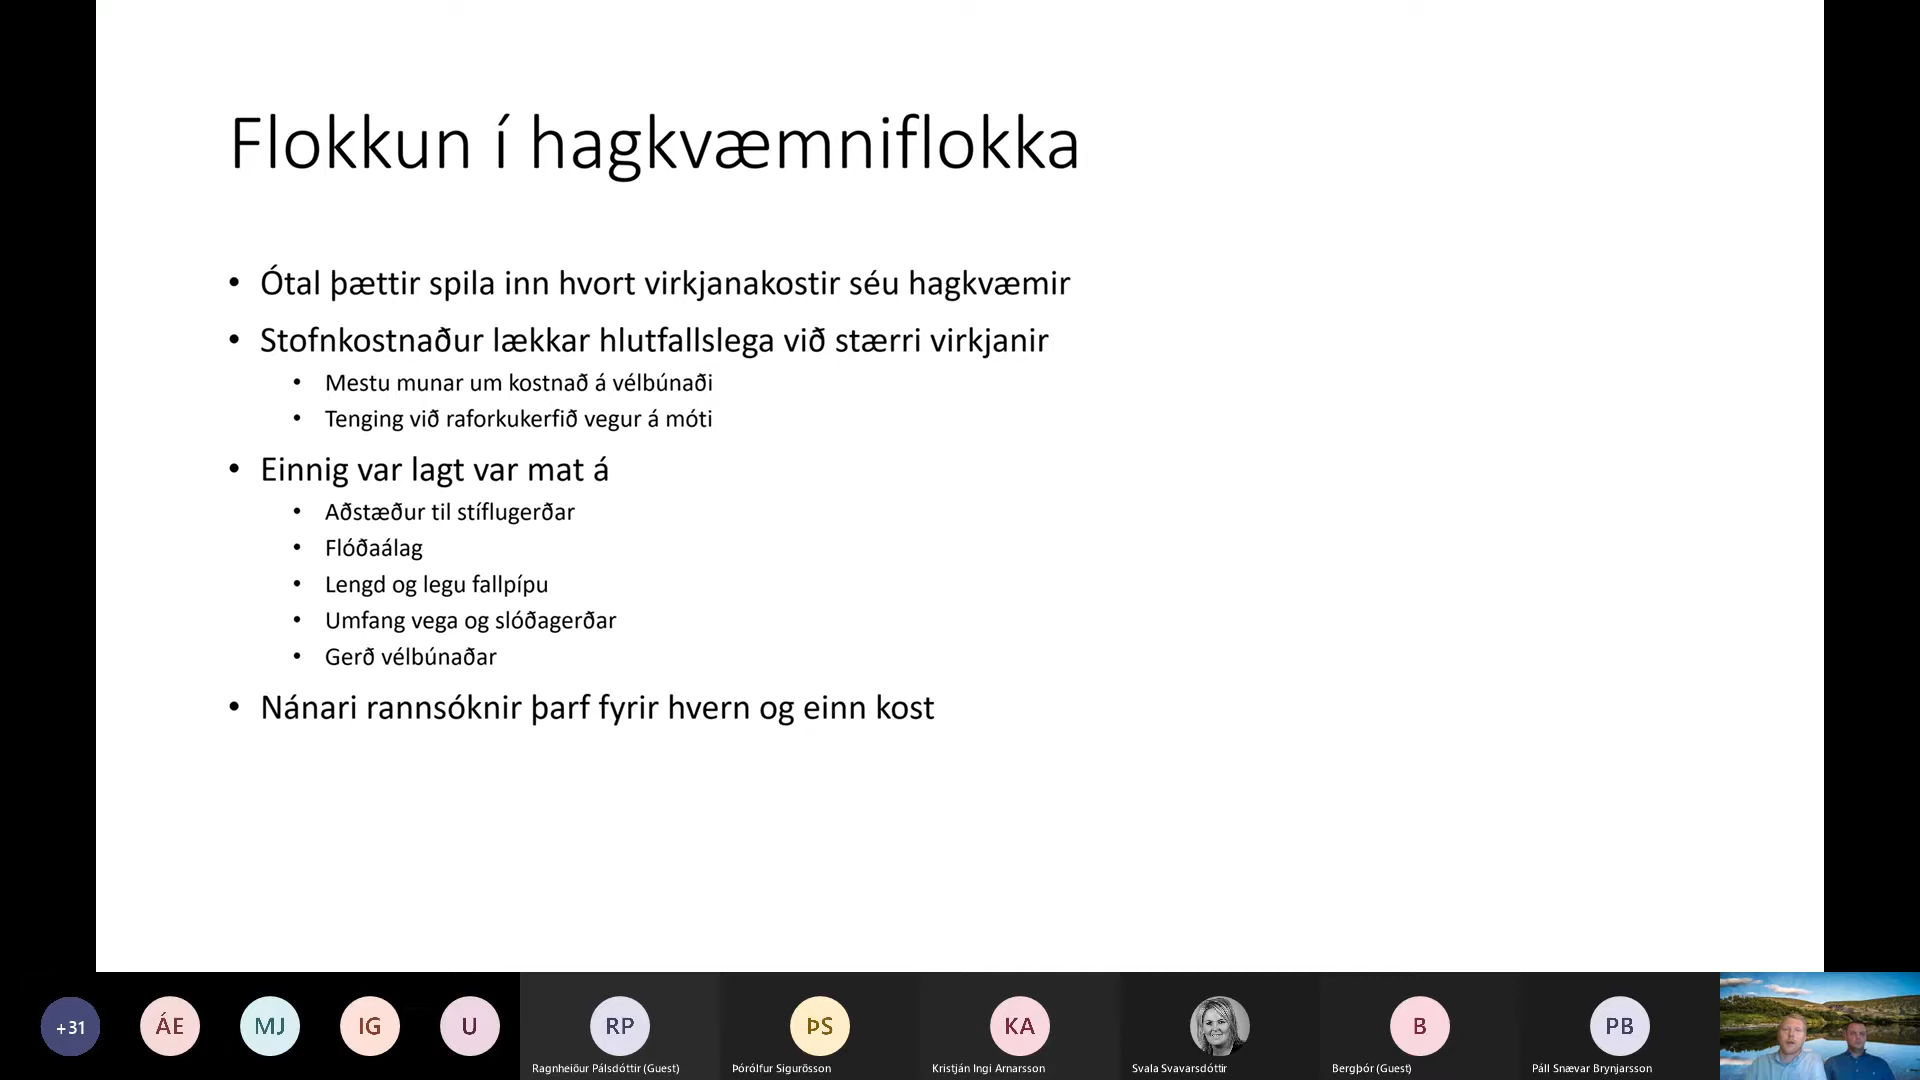 Flokkun í hagkvæmniflokka
• Ótal þættir spila inn hvort virkjanakostir séu hagkvæmir
• Stofnkostnaður lækkar hlutfallslega við stærri virkjanir
• Mestu munar um kostnað á vélbúnaði
• Tenging við raforkukerfið vegur á móti
• Einnig var lagt var mat á
• Aðstæður til stíflugerðar
• Flóðaálag
• Lengd og legu fallpípu
• Umfang vega og slóðagerðar
• Gerð vélbúnaðar
• Nánari rannsóknir þarf fyrir hvern og einn kost
+31 ÁE MJ IG U RP ÞS KA B PB
Ragnheiður Pálsdóttir (Guest) Þórólfur Sigurðsson Kristján Ingi Arnarsson Svala Svavarsdóttir Bergþór (Guest) Páll Snævar Brynjarsson